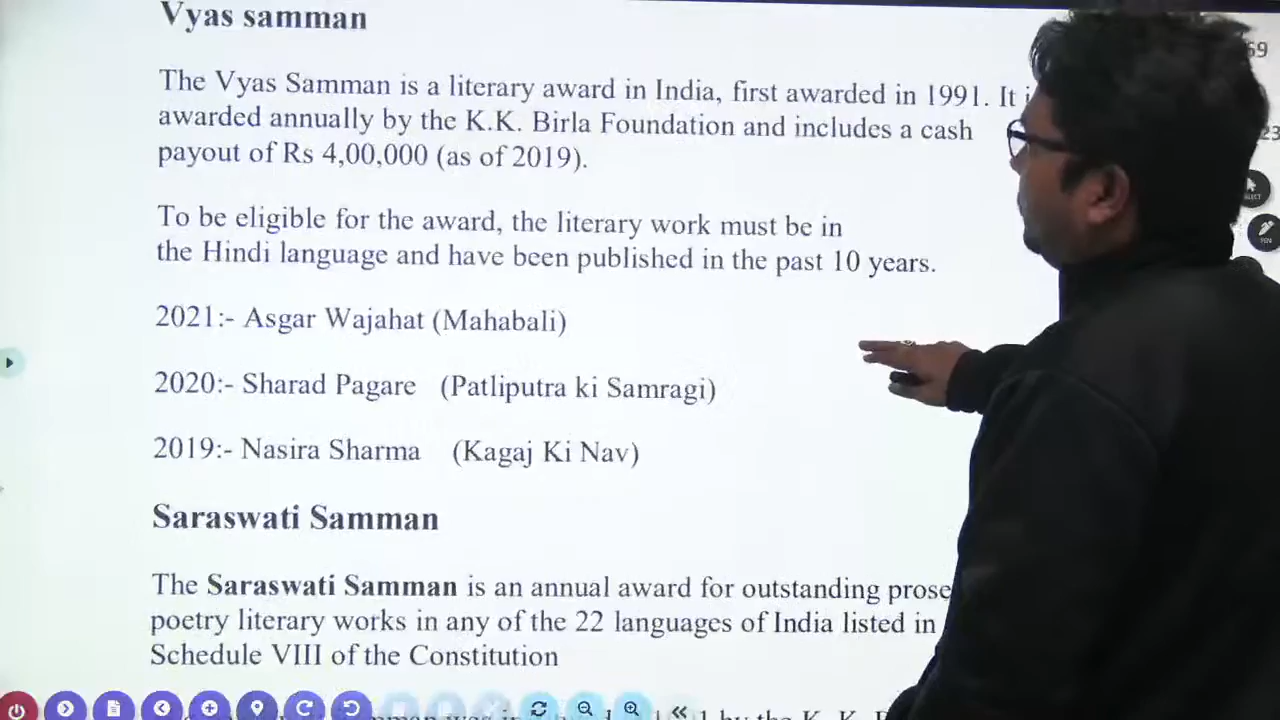 Vyas samman
The Vyas Samman is a literary award in India, first awarded in 1991. It
awarded annually by the K.K. Birla Foundation and includes a cash
payout of Rs 4,00,000 (as of 2019).
To be eligible for the award, the literary work must be in
the Hindi language and have been published in the past 10 years.
2021:- Asgar Wajahat (Mahabali)
2020:- Sharad Pagare (Patliputra ki Samragi)
2019:- Nasira Sharma (Kagaj Ki Nav)
Saraswati Samman
The Saraswati Samman is an annual award for outstanding prose
poetry literary works in any of the 22 languages of India listed in
Schedule VIII of the Constitution
by the K. K.
PEN